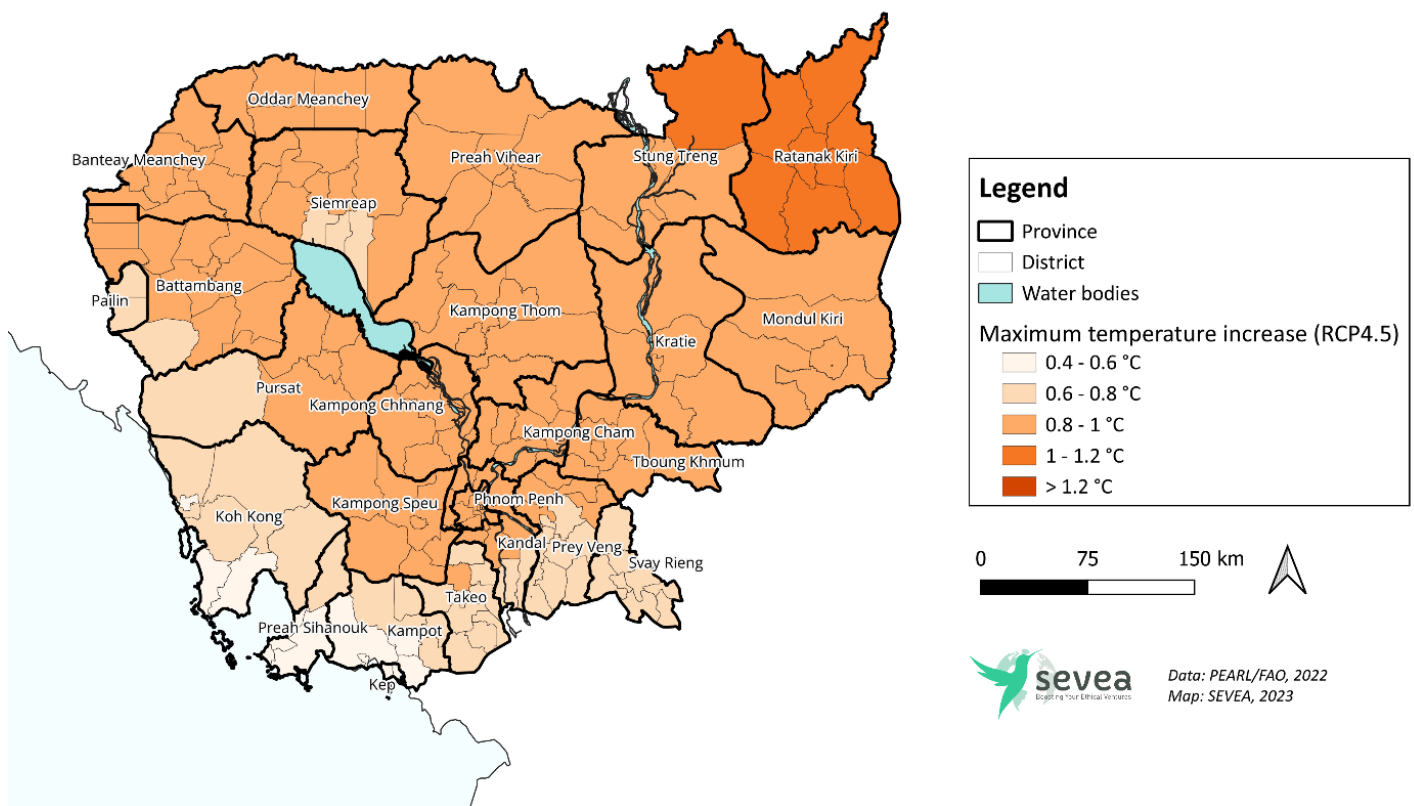 Oddar Meanchey
Banteay Meanchey
Preah Vihear
Stung Treng
Ratanak Kiri
Siemreap
Pailin
Battambang
Kampong Thom
Mondul Kiri
Kratie
Pursat
Kampong Chhnang
Kampong Cham
Tboung Khmum
Kampong Speu
Phnom Penh
Koh Kong
Kandal
Prey Veng
Svay Rieng
Takeo
Preah Sihanouk
Kampot
Kep
Legend
Province
District
Water bodies
Maximum temperature increase (RCP4.5)
0.4 - 0.6 °C
0.6 - 0.8 °C
0.8 - 1 °C
1 - 1.2 °C
> 1.2 °C
0 75 150 km
sevea
Boosting Your Ethical Ventures
Data: PEARL/FAO, 2022
Map: SEVEA, 2023